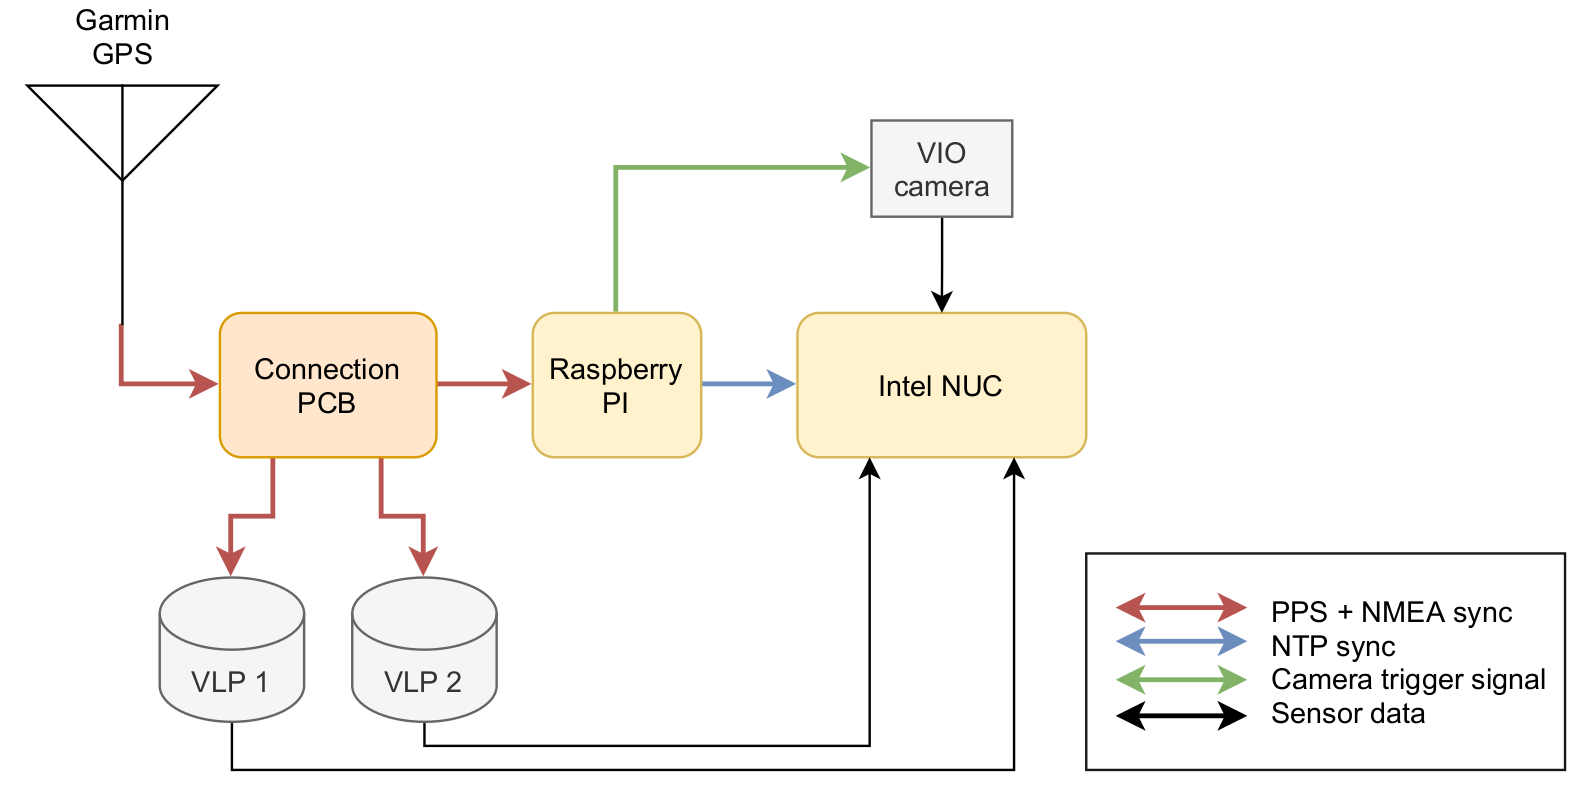 Garmin
GPS
VIO
camera
Connection
PCB
Raspberry
PI
Intel NUC
VLP 1
VLP 2
PPS + NMEA sync
NTP sync
Camera trigger signal
Sensor data